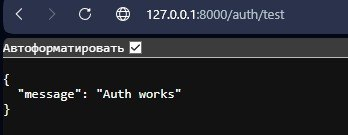 127.0.0.1:8000/auth/test
Автоформатировать
{
  "message": "Auth works"
}